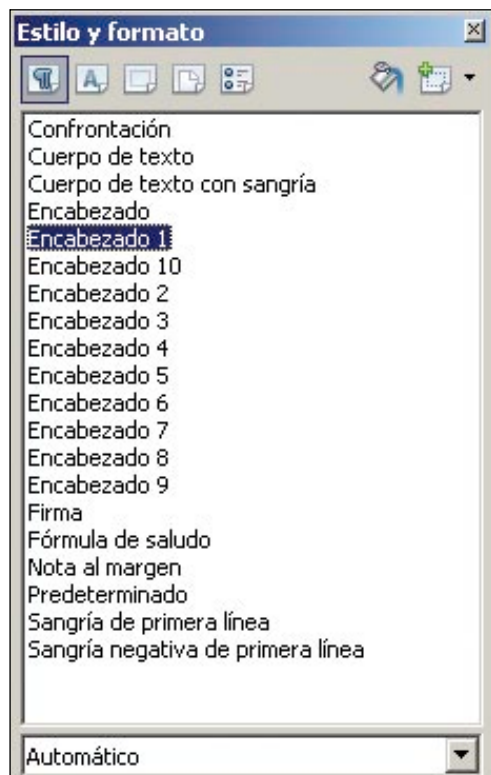 Estilo y formato
Confrontación
Cuerpo de texto
Cuerpo de texto con sangría
Encabezado
Encabezado 1
Encabezado 10
Encabezado 2
Encabezado 3
Encabezado 4
Encabezado 5
Encabezado 6
Encabezado 7
Encabezado 8
Encabezado 9
Firma
Fórmula de saludo
Nota al margen
Predeterminado
Sangría de primera línea
Sangría negativa de primera línea
Automático